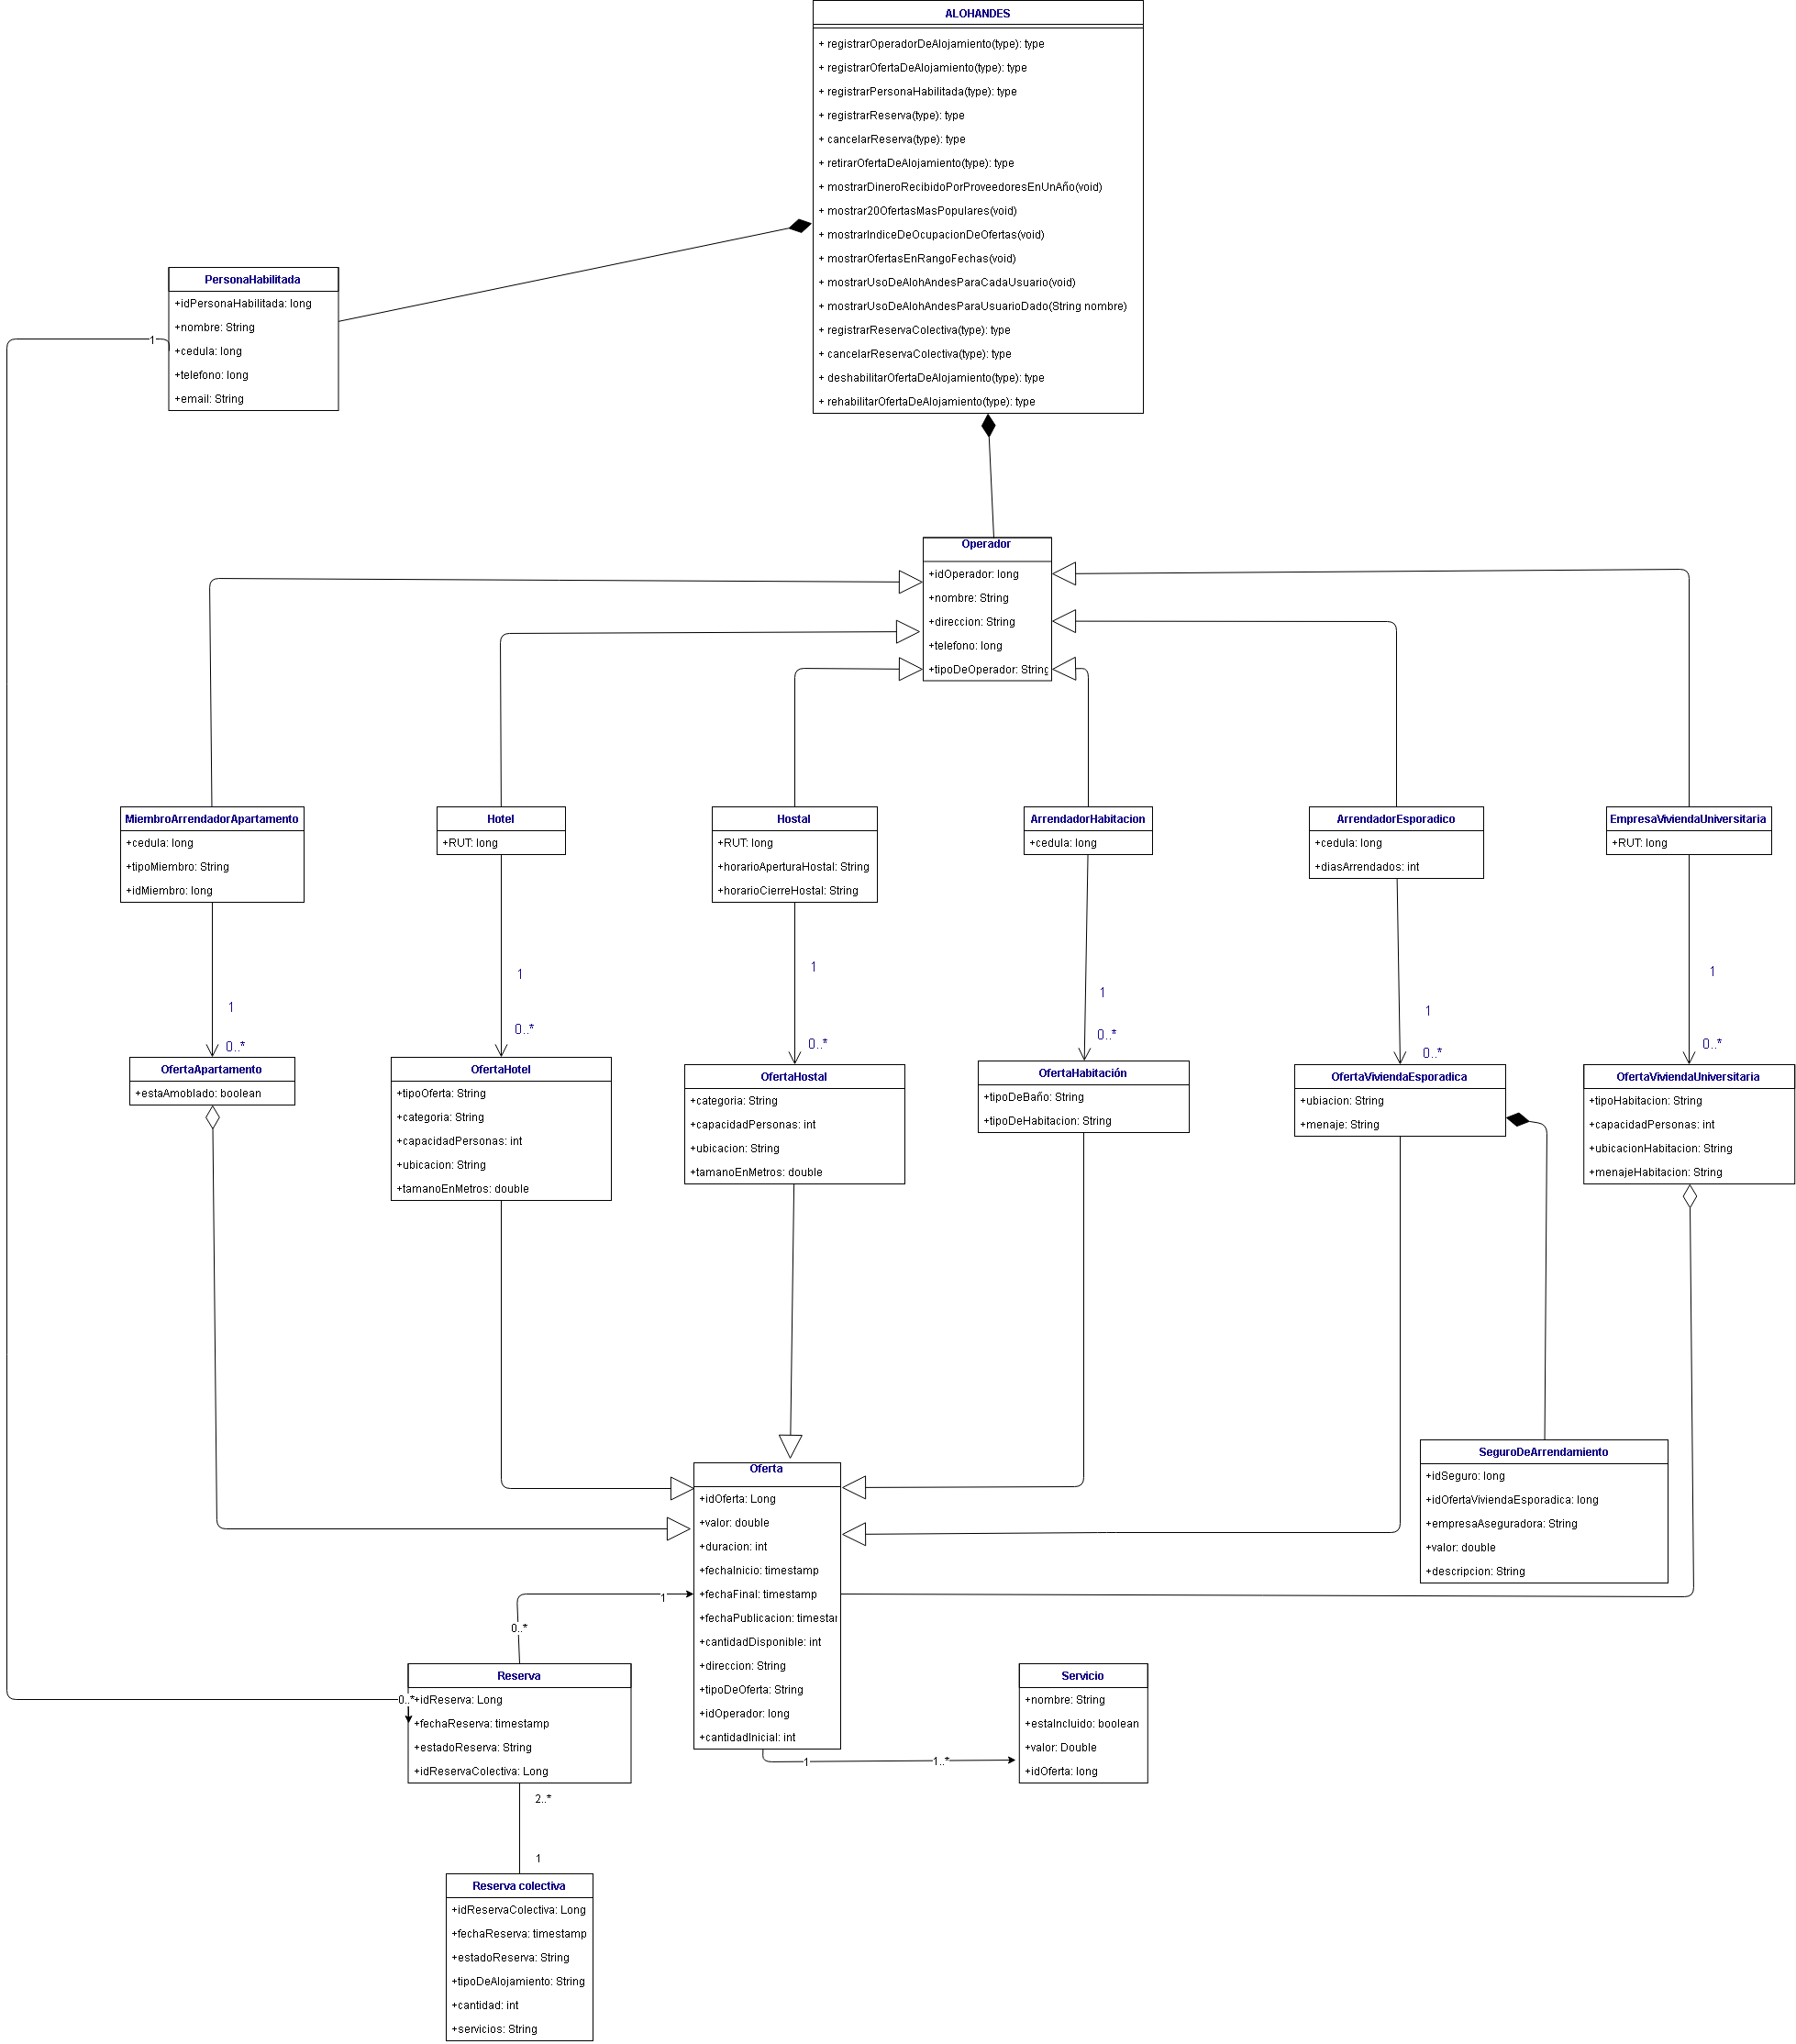 ALOHANDES
+ registrarOperadorDeAlojamiento(type): type
+ registrarOfertaDeAlojamiento(type): type
+ registrarPersonaHabilitada(type): type
+ registrarReserva(type): type
+ cancelarReserva(type): type
+ retirarOfertaDeAlojamiento(type): type
+ mostrarDineroRecibidoPorProveedoresEnUnAño(void)
+ mostrar20OfertasMasPopulares(void)
+ mostrarIndiceDeOcupacionDeOfertas(void)
+ mostrarOfertasEnRangoFechas(void)
+ mostrarUsoDeAlohAndesParaCadaUsuario(void)
+ mostrarUsoDeAlohAndesParaUsuarioDado(String nombre)
+ registrarReservaColectiva(type): type
+ cancelarReservaColectiva(type): type
+ deshabilitarOfertaDeAlojamiento(type): type
+ rehabilitarOfertaDeAlojamiento(type): type
PersonaHabilitada
+idPersonaHabilitada: long
+nombre: String
+cedula: long
+telefono: long
+email: String
1
Operador
+idOperador: long
+nombre: String
+direccion: String
+telefono: long
+tipoDeOperador: String
MiembroArrendadorApartamento
+cedula: long
+tipoMiembro: String
+idMiembro: long
Hotel
+RUT: long
Hostal
+RUT: long
+horarioAperturaHostal: String
+horarioCierreHostal: String
ArrendadorHabitacion
+cedula: long
ArrendadorEsporadico
+cedula: long
+diasArrendados: int
EmpresaViviendaUniversitaria
+RUT: long
1
0..*
1
0..*
1
0..*
1
0..*
1
0..*
1
0..*
OfertaApartamento
+estaAmoblado: boolean
OfertaHotel
+tipoOferta: String
+categoria: String
+capacidadPersonas: int
+ubicacion: String
+tamanoEnMetros: double
OfertaHostal
+categoria: String
+capacidadPersonas: int
+ubicacion: String
+tamanoEnMetros: double
OfertaHabitación
+tipoDeBaño: String
+tipoDeHabitacion: String
OfertaViviendaEsporadica
+ubiacion: String
+menaje: String
OfertaViviendaUniversitaria
+tipoHabitacion: String
+capacidadPersonas: int
+ubicacionHabitacion: String
+menajeHabitacion: String
SeguroDeArrendamiento
+idSeguro: long
+idOfertaViviendaEsporadica: long
+empresaAseguradora: String
+valor: double
+descripcion: String
Oferta
+idOferta: Long
+valor: double
+duracion: int
+fechaInicio: timestamp
+fechaFinal: timestamp
+fechaPublicacion: timestar
+cantidadDisponible: int
+direccion: String
+tipoDeOferta: String
+idOperador: long
+cantidadInicial: int
1
0..*
Reserva
+idReserva: Long
+fechaReserva: timestamp
+estadoReserva: String
+idReservaColectiva: Long
0..*
Servicio
+nombre: String
+estaIncluido: boolean
+valor: Double
+idOferta: long
1
1..*
2..*
1
Reserva colectiva
+idReservaColectiva: Long
+fechaReserva: timestamp
+estadoReserva: String
+tipoDeAlojamiento: String
+cantidad: int
+servicios: String